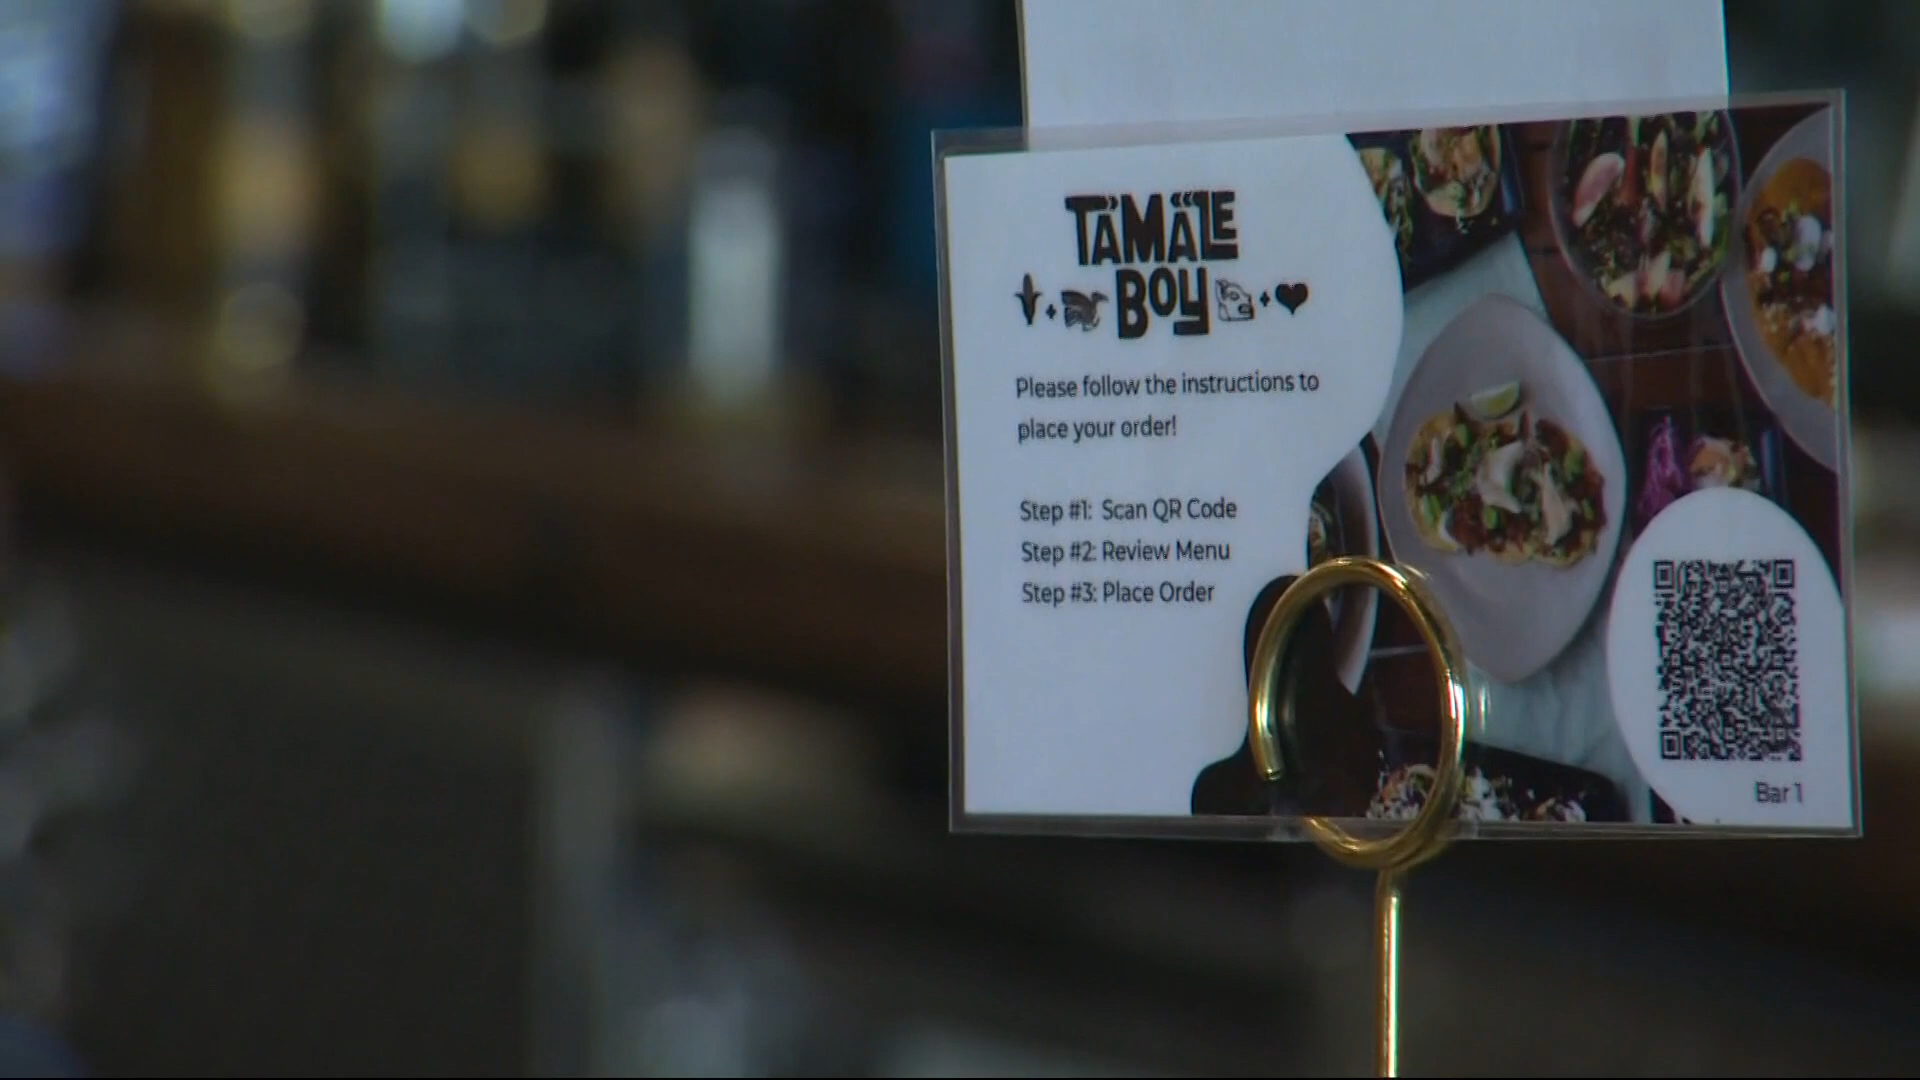 TAMALE
BOY
Please follow the instructions to
place your order!
Step #1: Scan QR Code
Step #2: Review Menu
Step #3: Place Order
Bar 1